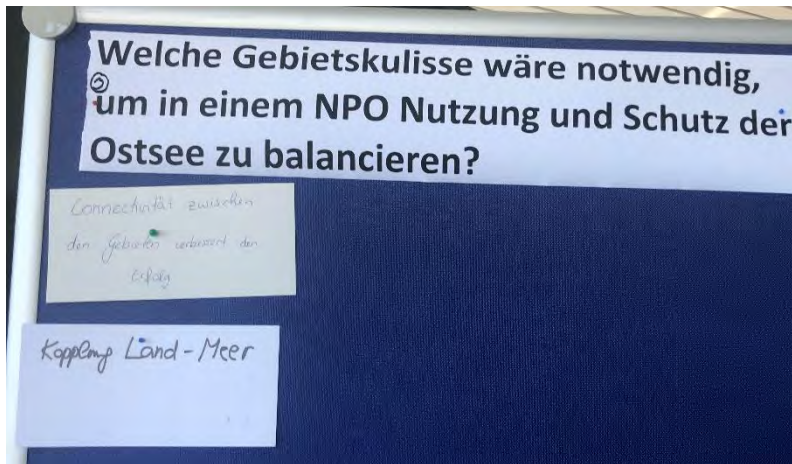 Welche Gebietskulisse wäre notwendig,
um in einem NPO Nutzung und Schutz der
Ostsee zu balancieren?
Connectivität zwischen
den Gebieten verbessert den
Erfolg
Kopplung Land-Meer